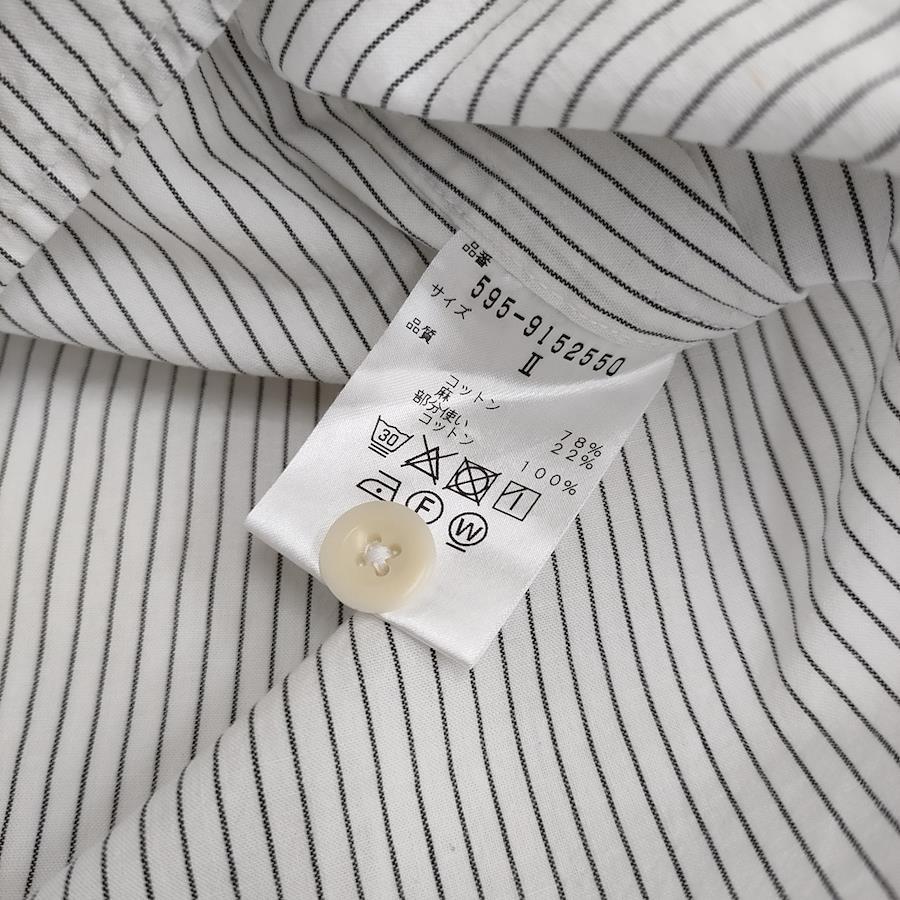 品番 595-9152550
サイズ Ⅱ
品質
コットン 78%
麻 22%
部分使い
コットン 100%
30
F W